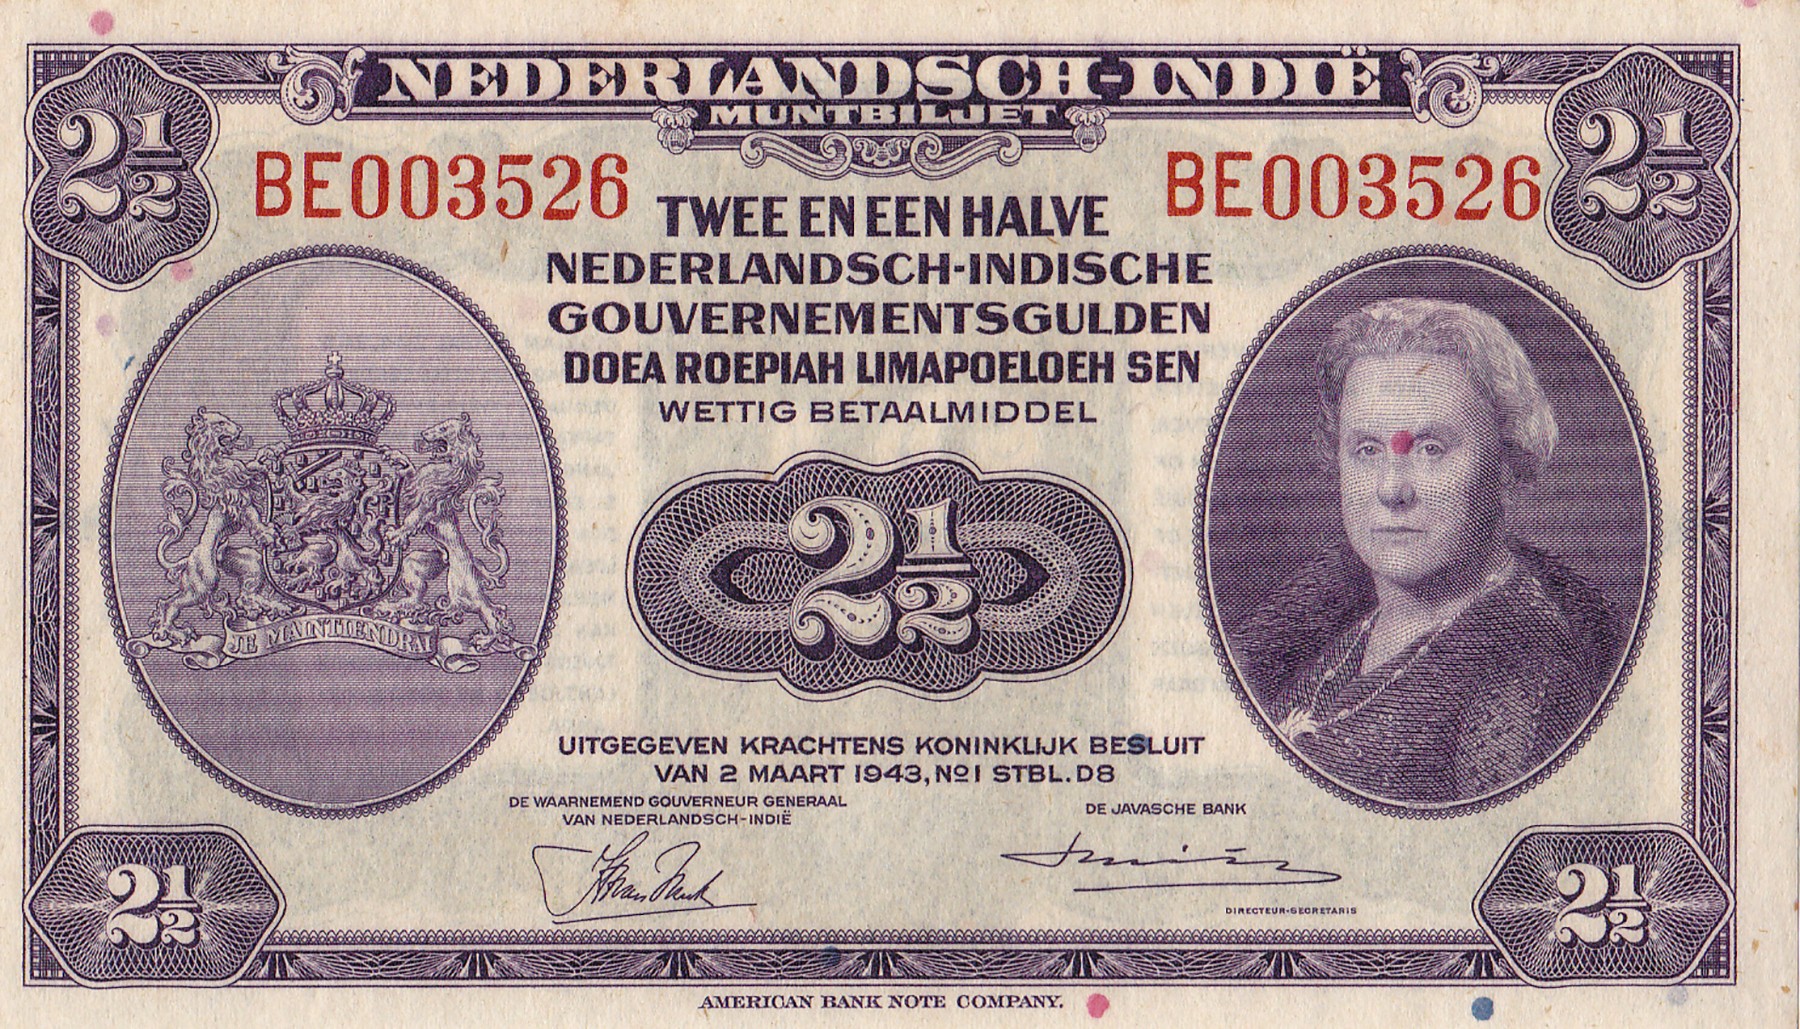 NEDERLANDSCH-INDIË
MUNTBILJET
2½ 2½
BE003526 BE003526
TWEE EN EEN HALVE
NEDERLANDSCH-INDISCHE
GOUVERNEMENTSGULDEN
DOEA ROEPIAH LIMAPOELOEH SEN
WETTIG BETAALMIDDEL
2½
JE MAINTIENDRAI
UITGEGEVEN KRACHTENS KONINKLIJK BESLUIT
VAN 2 MAART 1943, No 1 STBL. D8
DE WAARNEMEND GOUVERNEUR GENERAAL
VAN NEDERLANDSCH-INDIË
DE JAVASCHE BANK
DIRECTEUR-SECRETARIS
2½ 2½
AMERICAN BANK NOTE COMPANY.